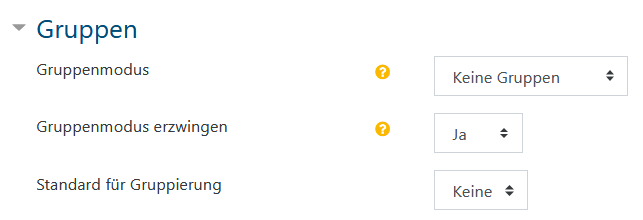 Gruppen
Gruppenmodus ? Keine Gruppen
Gruppenmodus erzwingen ? Ja
Standard für Gruppierung Keine